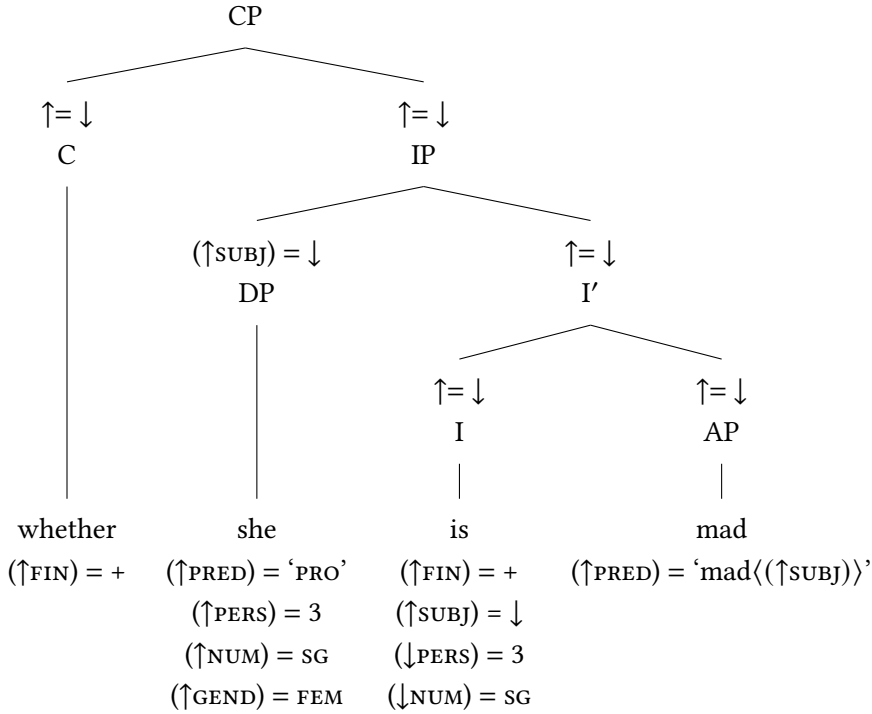 CP
↑=↓ ↑=↓
C IP
(↑SUBJ) = ↓ ↑=↓
DP I′
↑=↓ ↑=↓
I AP
whether she is mad
(↑FIN) = + (↑PRED) = ‘PRO’ (↑FIN) = + (↑PRED) = ‘mad⟨(↑SUBJ)⟩’
(↑PERS) = 3 (↑SUBJ) = ↓
(↑NUM) = SG (↓PERS) = 3
(↑GEND) = FEM (↓NUM) = SG